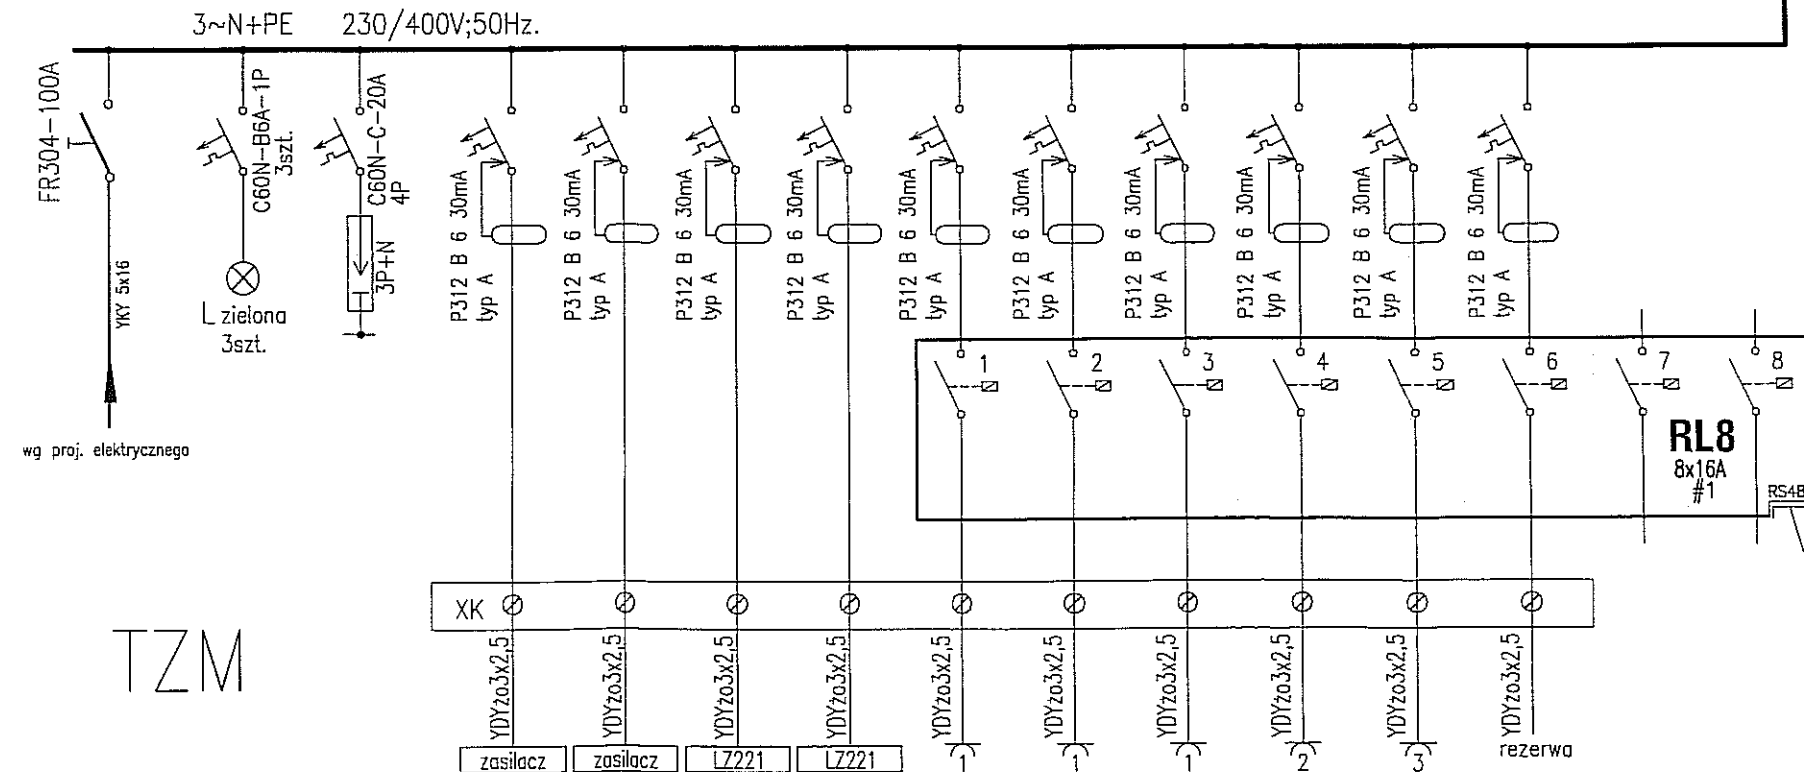 3~N+PE 230/400V;50Hz.
FR304-100A
C60N-B6A-1P
3szt.
C60N-C-20A
4P
3P+N
YKY 5x16
L zielona
3szt.
wg proj. elektrycznego
P312 B 6 30mA
typ A
P312 B 6 30mA
typ A
P312 B 6 30mA
typ A
P312 B 6 30mA
typ A
P312 B 6 30mA
typ A
P312 B 6 30mA
typ A
P312 B 6 30mA
typ A
P312 B 6 30mA
typ A
P312 B 6 30mA
typ A
P312 B 6 30mA
typ A
1 2 3 4 5 6 7 8
RL8
8x16A
#1
XK
TZM
YDYżo3x2,5
YDYżo3x2,5
YDYżo3x2,5
YDYżo3x2,5
YDYżo3x2,5
YDYżo3x2,5
YDYżo3x2,5
YDYżo3x2,5
YDYżo3x2,5
YDYżo3x2,5
zasilacz zasilacz LZ221 LZ221 1 1 1 2 3 rezerwa